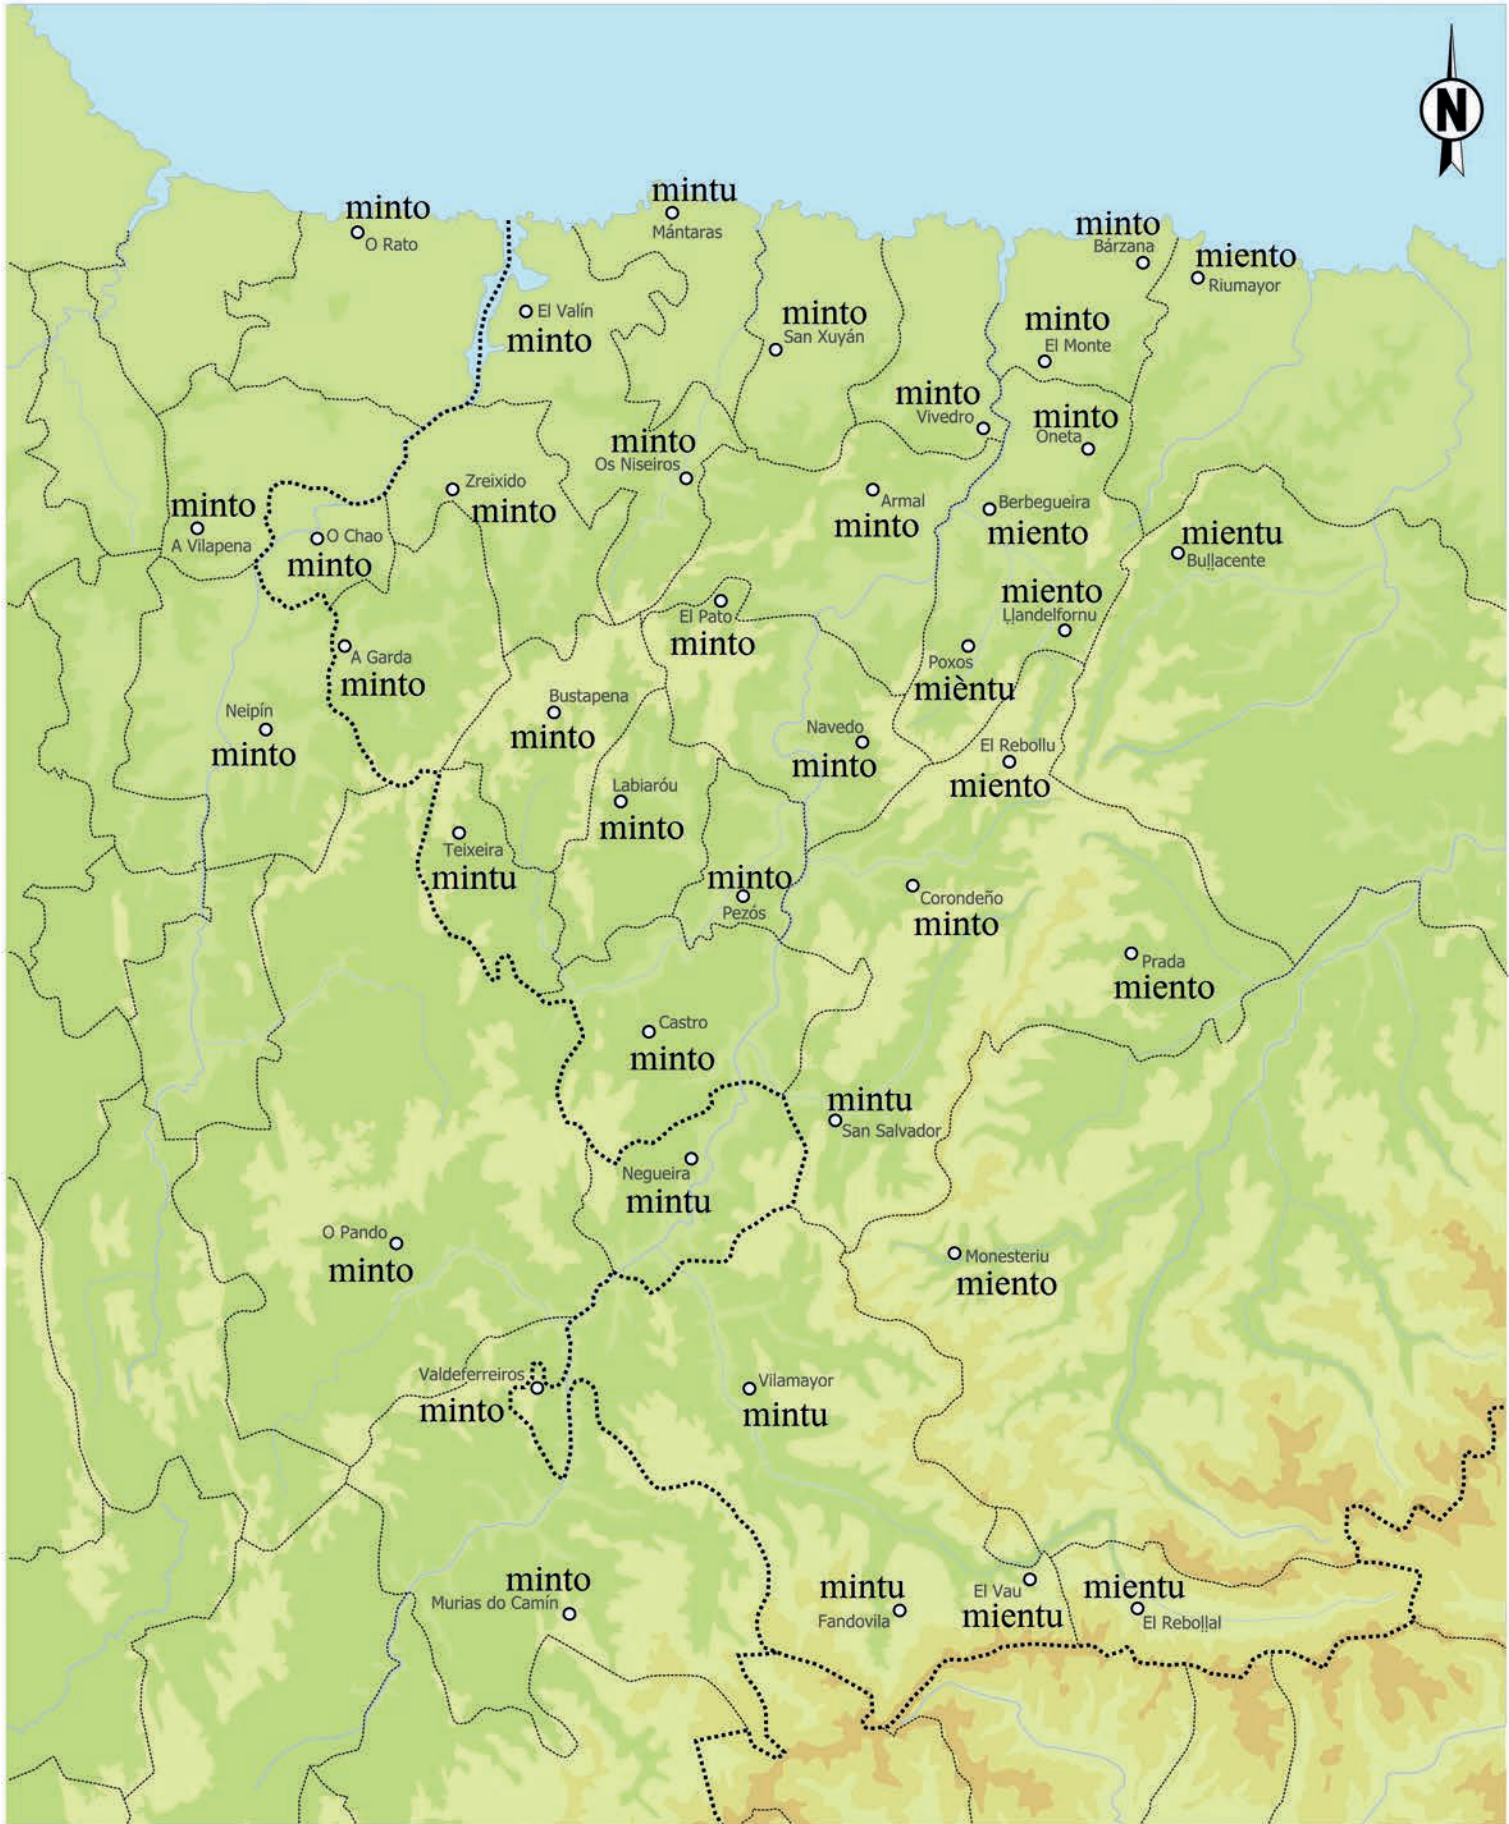 N
mintu
Mántaras
minto
O Rato
minto
Bárzana
miento
Riumayor
El Valín
minto
minto
San Xuyán
minto
El Monte
minto
Vivedro
minto
Oneta
minto
Os Niseiros
Zreixido
minto
minto
A Vilapena
O Chao
minto
Armal
minto
Berbegueira
miento
mientu
Buḷḷacente
miento
Ḷḷandelfornu
El Pato
minto
A Garda
minto
Poxos
mièntu
Neipín
minto
Bustapena
minto
Navedo
minto
El Rebollu
miento
Labiaróu
minto
Teixeira
mintu
minto
Pezós
Corondeño
minto
Prada
miento
Castro
minto
mintu
San Salvador
Negueira
mintu
O Pando
minto
Monesteriu
miento
Valdeferreiros
minto
Vilamayor
mintu
minto
Murias do Camín
mintu
Fandovila
El Vau
mientu
mientu
El Reboḷḷal